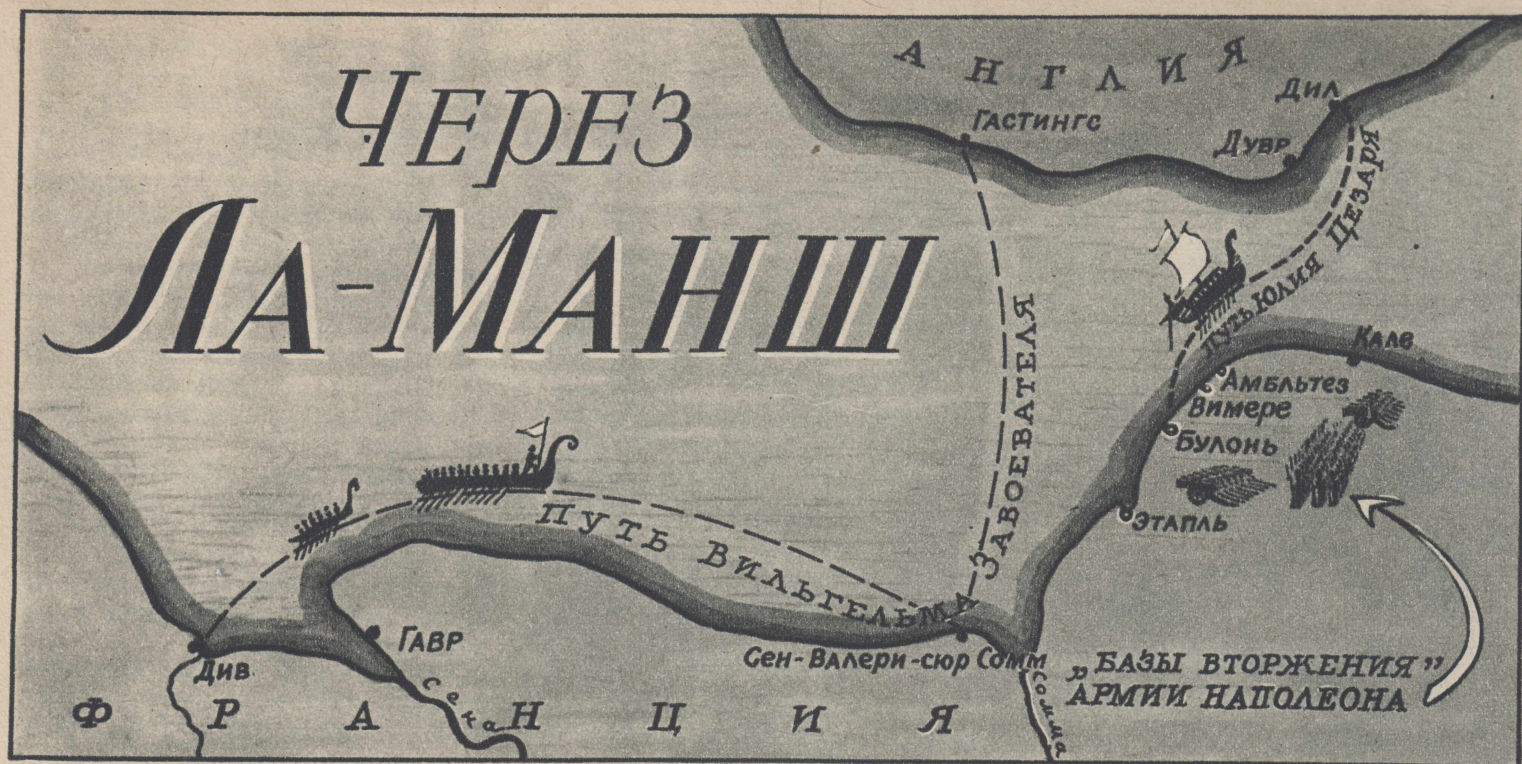 Через
Ла-Манш
АНГЛИЯ
Гастингс
Дил
Дувр
Путь Юлия Цезаря
Кале
Амбльтез
Вимере
Булонь
Этапль
Путь Вильгельма Завоевателя
Див
Гавр
Сен-Валери-сюр Сомм
Сена
Сомма
„БАЗЫ ВТОРЖЕНИЯ”
АРМИИ НАПОЛЕОНА
ФРАНЦИЯ